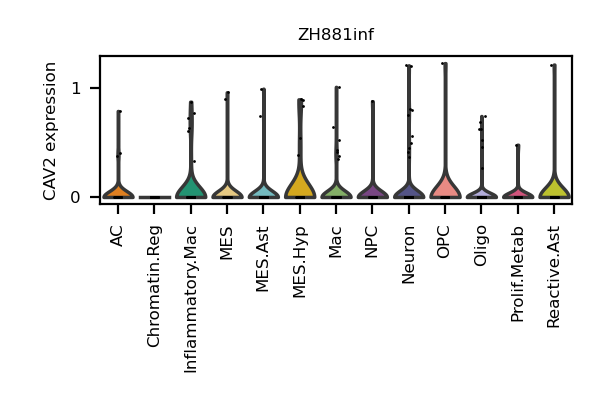 ZH881inf
CAV2 expression
1
0
AC
Chromatin.Reg
Inflammatory.Mac
MES
MES.Ast
MES.Hyp
Mac
NPC
Neuron
OPC
Oligo
Prolif.Metab
Reactive.Ast